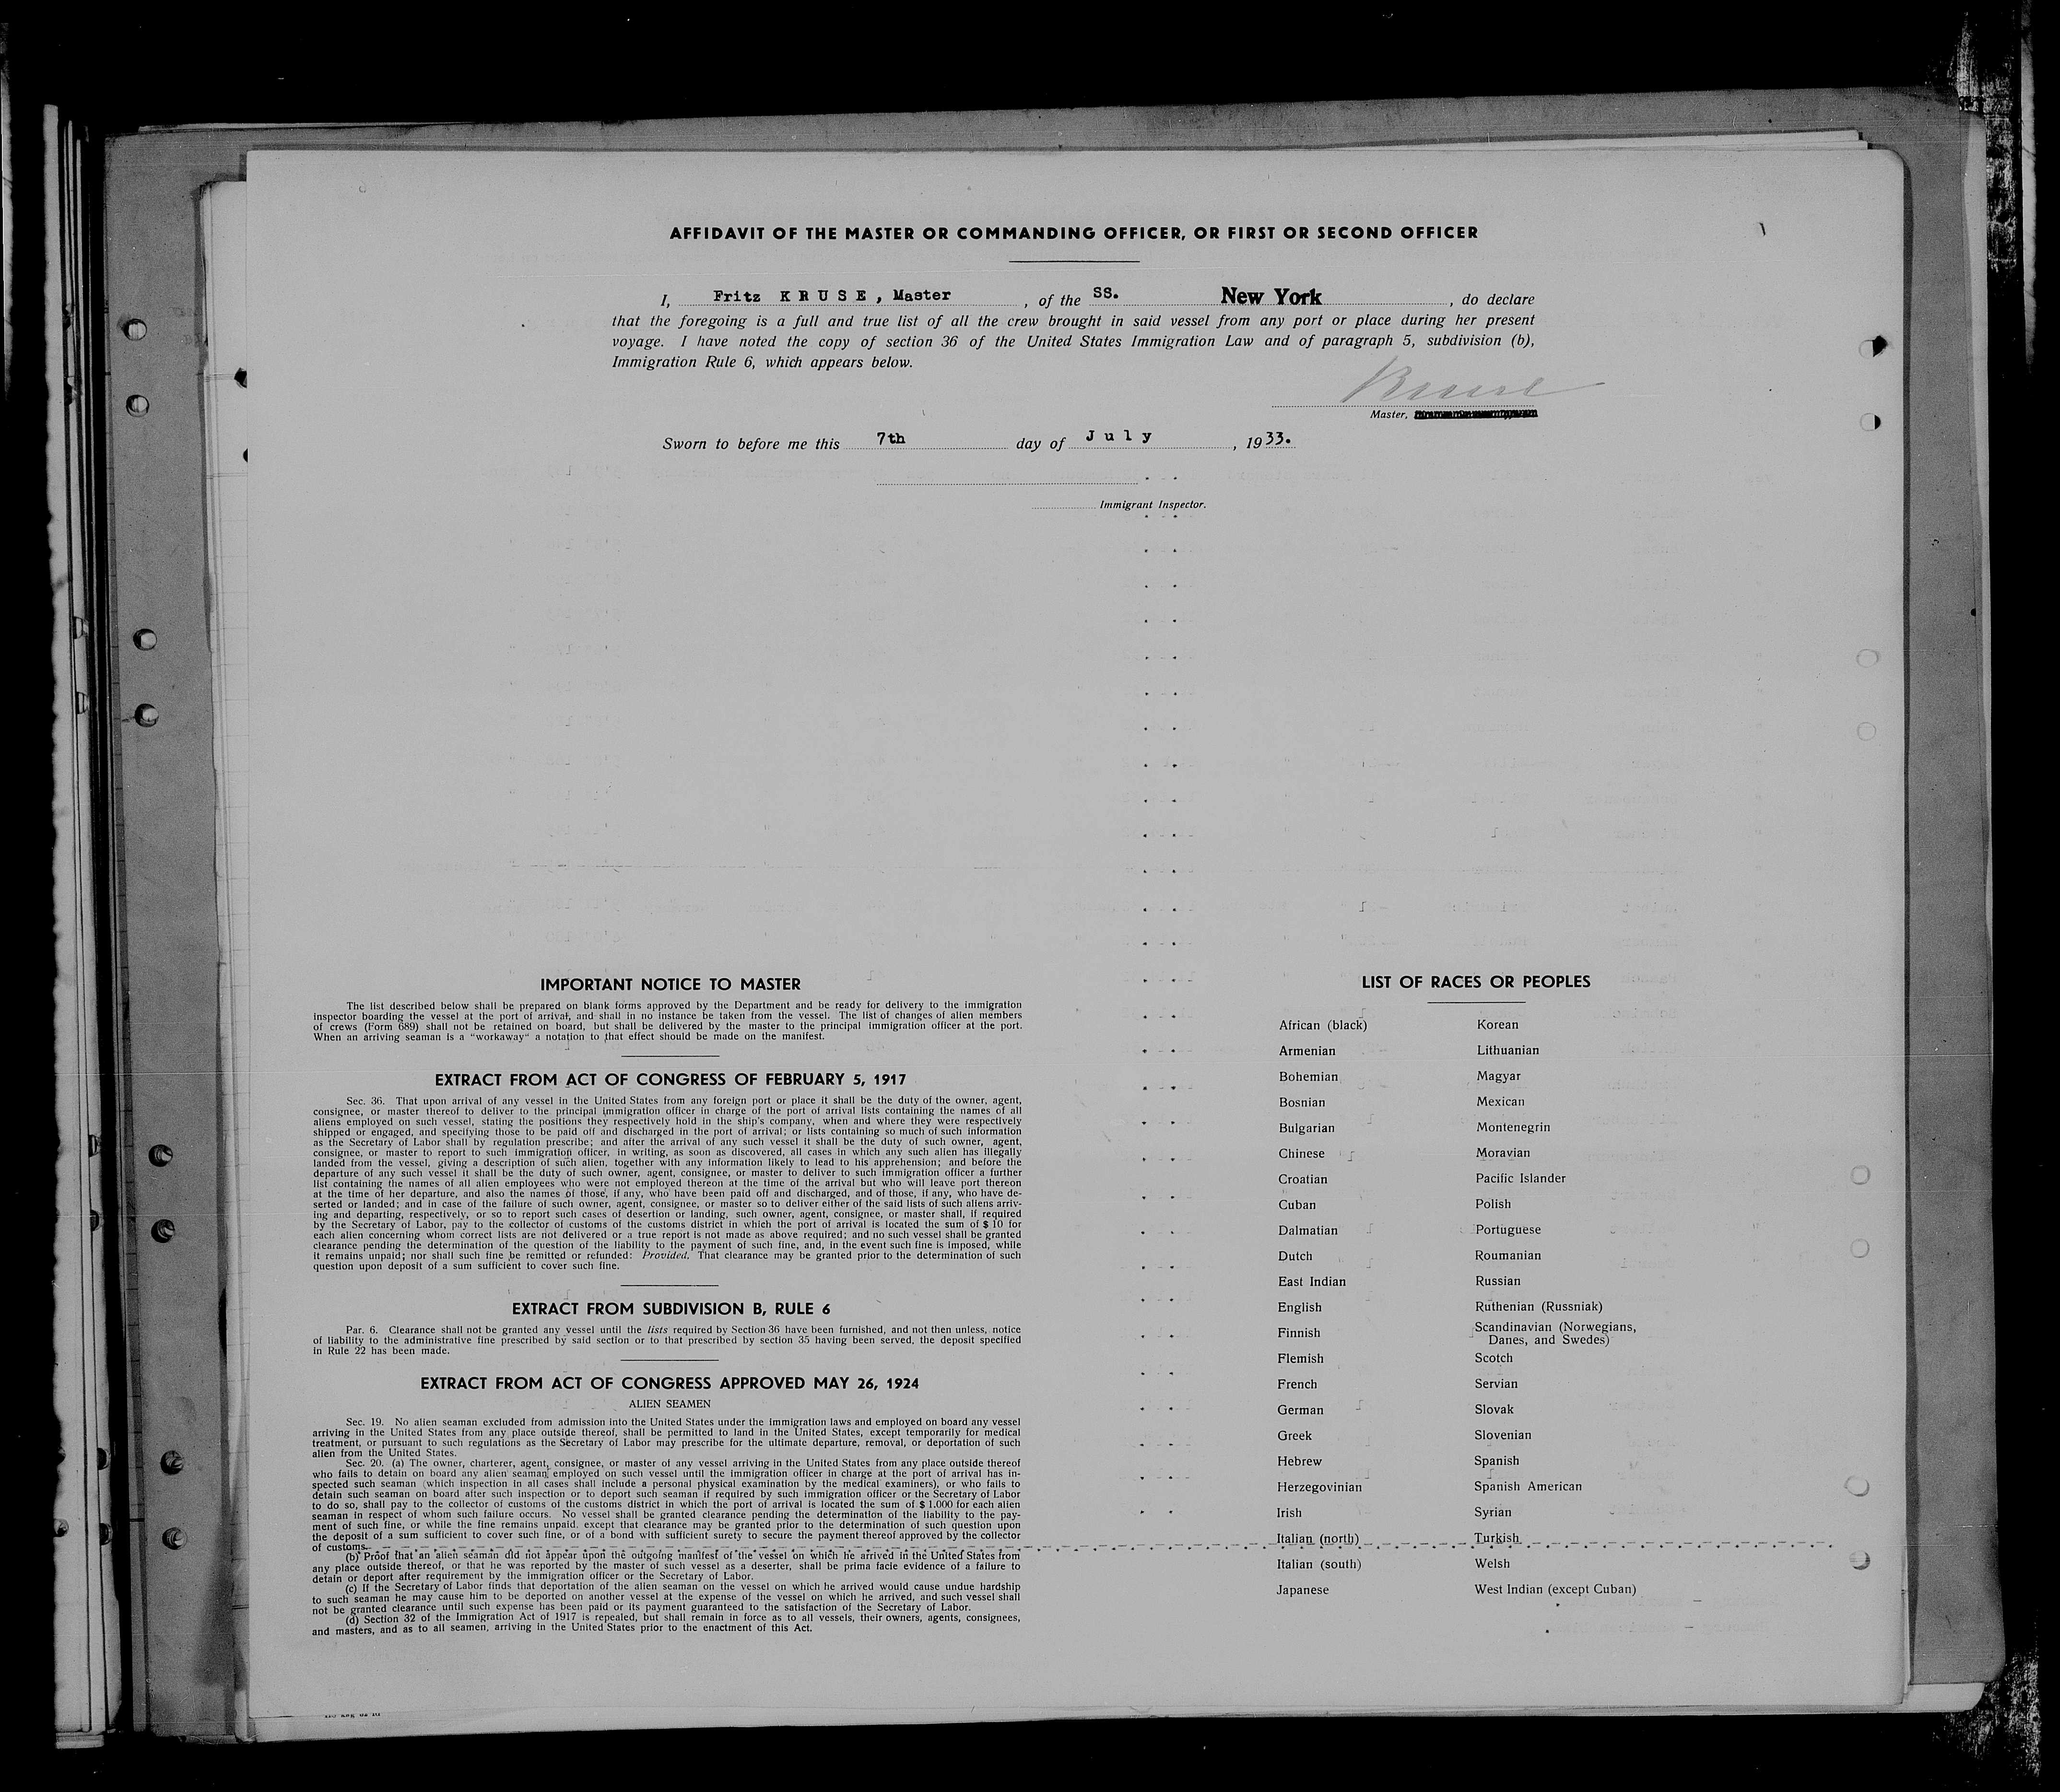 AFFIDAVIT OF THE MASTER OR COMMANDING OFFICER, OR FIRST OR SECOND OFFICER
I, Fritz K R U S E , Master , of the SS. New York , do declare
that the foregoing is a full and true list of all the crew brought in said vessel from any port or place during her present
voyage. I have noted the copy of section 36 of the United States Immigration Law and of paragraph 5, subdivision (b),
Immigration Rule 6, which appears below.
Kruse
Master,
Sworn to before me this 7th day of J u l y , 1933.
Immigrant Inspector.
IMPORTANT NOTICE TO MASTER
The list described below shall be prepared on blank forms approved by the Department and be ready for delivery to the immigration
inspector boarding the vessel at the port of arrival, and shall in no instance be taken from the vessel. The list of changes of alien members
of crews (Form 689) shall not be retained on board, but shall be delivered by the master to the principal immigration officer at the port.
When an arriving seaman is a "workaway" a notation to that effect should be made on the manifest.
EXTRACT FROM ACT OF CONGRESS OF FEBRUARY 5, 1917
Sec. 36. That upon arrival of any vessel in the United States from any foreign port or place it shall be the duty of the owner, agent,
consignee, or master thereof to deliver to the principal immigration officer in charge of the port of arrival lists containing the names of all
aliens employed on such vessel, stating the positions they respectively hold in the ship's company, when and where they were respectively
shipped or engaged, and specifying those to be paid off and discharged in the port of arrival; or lists containing so much of such information
as the Secretary of Labor shall by regulation prescribe; and after the arrival of any such vessel it shall be the duty of such owner, agent,
consignee, or master to report to such immigration officer, in writing, as soon as discovered, all cases in which any such alien has illegally
landed from the vessel, giving a description of such alien, together with any information likely to lead to his apprehension; and before the
departure of any such vessel it shall be the duty of such owner, agent, consignee, or master to deliver to such immigration officer a further
list containing the names of all alien employees who were not employed thereon at the time of the arrival but who will leave port thereon
at the time of her departure, and also the names of those, if any, who have been paid off and discharged, and of those, if any, who have de-
serted or landed; and in case of the failure of such owner, agent, consignee, or master so to deliver either of the said lists of such aliens arriv-
ing and departing, respectively, or so to report such cases of desertion or landing, such owner, agent, consignee, or master shall, if required
by the Secretary of Labor, pay to the collector of customs of the customs district in which the port of arrival is located the sum of $ 10 for
each alien concerning whom correct lists are not delivered or a true report is not made as above required; and no such vessel shall be granted
clearance pending the determination of the question of the liability to the payment of such fine, and, in the event such fine is imposed, while
it remains unpaid; nor shall such fine be remitted or refunded: Provided, That clearance may be granted prior to the determination of such
question upon deposit of a sum sufficient to cover such fine.
EXTRACT FROM SUBDIVISION B, RULE 6
Par. 6. Clearance shall not be granted any vessel until the lists required by Section 36 have been furnished, and not then unless, notice
of liability to the administrative fine prescribed by said section or to that prescribed by section 35 having been served, the deposit specified
in Rule 22 has been made.
EXTRACT FROM ACT OF CONGRESS APPROVED MAY 26, 1924
ALIEN SEAMEN
Sec. 19. No alien seaman excluded from admission into the United States under the immigration laws and employed on board any vessel
arriving in the United States from any place outside thereof, shall be permitted to land in the United States, except temporarily for medical
treatment, or pursuant to such regulations as the Secretary of Labor may prescribe for the ultimate departure, removal, or deportation of such
alien from the United States.
Sec. 20. (a) The owner, charterer, agent, consignee, or master of any vessel arriving in the United States from any place outside thereof
who fails to detain on board any alien seaman employed on such vessel until the immigration officer in charge at the port of arrival has in-
spected such seaman (which inspection in all cases shall include a personal physical examination by the medical examiners), or who fails to
detain such seaman on board after such inspection or to deport such seaman if required by such immigration officer or the Secretary of Labor
to do so, shall pay to the collector of customs of the customs district in which the port of arrival is located the sum of $ 1.000 for each alien
seaman in respect of whom such failure occurs. No vessel shall be granted clearance pending the determination of the liability to the pay-
ment of such fine, or while the fine remains unpaid, except that clearance may be granted prior to the determination of such question upon
the deposit of a sum sufficient to cover such fine, or of a bond with sufficient surety to secure the payment thereof approved by the collector
of customs.
(b) Proof that an alien seaman did not appear upon the outgoing manifest of the vessel on which he arrived in the United States from
any place outside thereof, or that he was reported by the master of such vessel as a deserter, shall be prima facie evidence of a failure to
detain or deport after requirement by the immigration officer or the Secretary of Labor.
(c) If the Secretary of Labor finds that deportation of the alien seaman on the vessel on which he arrived would cause undue hardship
to such seaman he may cause him to be deported on another vessel at the expense of the vessel on which he arrived, and such vessel shall
not be granted clearance until such expense has been paid or its payment guaranteed to the satisfaction of the Secretary of Labor.
(d) Section 32 of the Immigration Act of 1917 is repealed, but shall remain in force as to all vessels, their owners, agents, consignees,
and masters, and as to all seamen, arriving in the United States prior to the enactment of this Act.
LIST OF RACES OR PEOPLES
African (black)
Armenian
Bohemian
Bosnian
Bulgarian
Chinese
Croatian
Cuban
Dalmatian
Dutch
East Indian
English
Finnish
Flemish
French
German
Greek
Hebrew
Herzegovinian
Irish
Italian (north)
Italian (south)
Japanese
Korean
Lithuanian
Magyar
Mexican
Montenegrin
Moravian
Pacific Islander
Polish
Portuguese
Roumanian
Russian
Ruthenian (Russniak)
Scandinavian (Norwegians,
Danes, and Swedes)
Scotch
Servian
Slovak
Slovenian
Spanish
Spanish American
Syrian
Turkish
Welsh
West Indian (except Cuban)